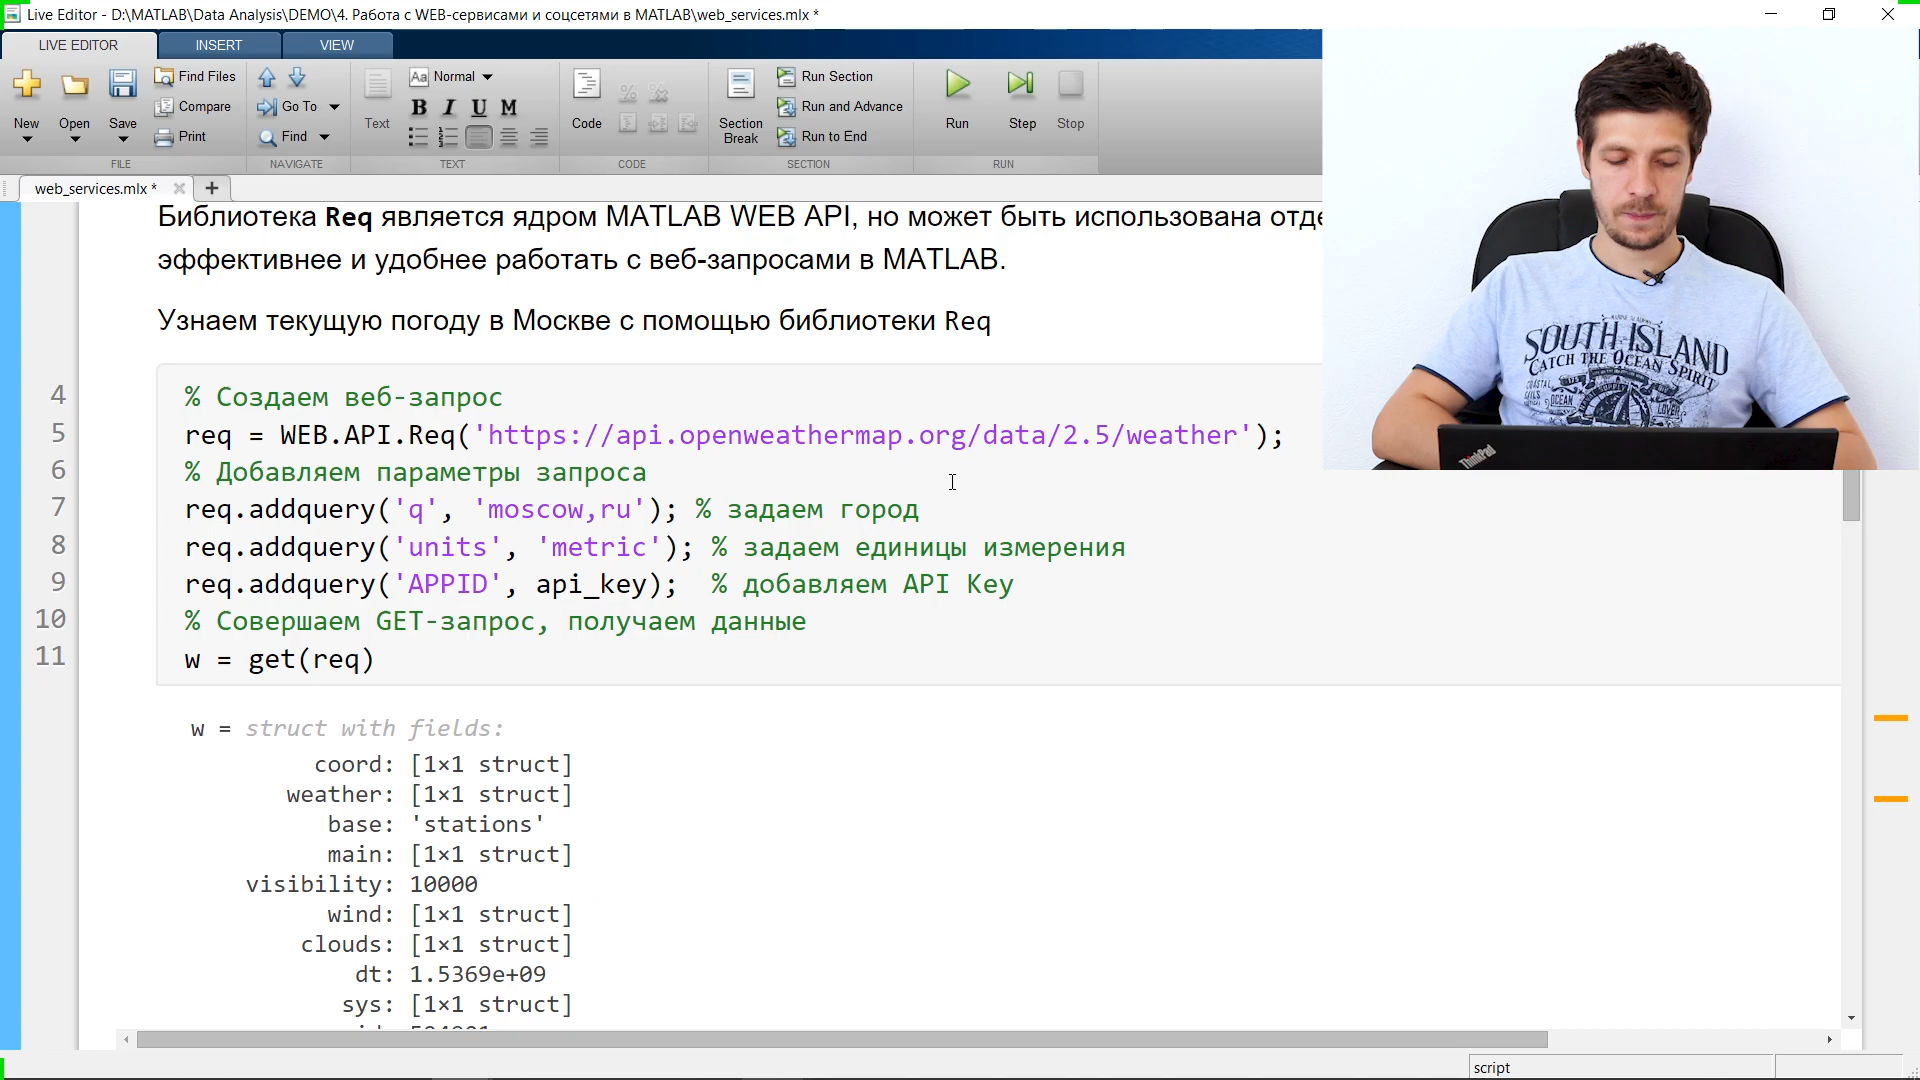 Live Editor - D:\MATLAB\Data Analysis\DEMO\4. Работа с WEB-сервисами и соцсетями в MATLAB\web_services.mlx *
LIVE EDITOR INSERT VIEW
New Open Save Find Files Compare Print
FILE
Go To Find
NAVIGATE
Text Aa Normal B I U M
TEXT
Code
CODE
Section Break Run Section Run and Advance Run to End
SECTION
Run Step Stop
RUN
web_services.mlx *
Библиотека Req является ядром MATLAB WEB API, но может быть использована отде
эффективнее и удобнее работать с веб-запросами в MATLAB.
Узнаем текущую погоду в Москве с помощью библиотеки Req
4 % Создаем веб-запрос
5 req = WEB.API.Req('https://api.openweathermap.org/data/2.5/weather');
6 % Добавляем параметры запроса
7 req.addquery('q', 'moscow,ru'); % задаем город
8 req.addquery('units', 'metric'); % задаем единицы измерения
9 req.addquery('APPID', api_key); % добавляем API Key
10 % Совершаем GET-запрос, получаем данные
11 w = get(req)
w = struct with fields:
coord: [1×1 struct]
weather: [1×1 struct]
base: 'stations'
main: [1×1 struct]
visibility: 10000
wind: [1×1 struct]
clouds: [1×1 struct]
dt: 1.5369e+09
sys: [1×1 struct]
script
SOUTH ISLAND
CATCH THE OCEAN SPIRIT
ThinkPad